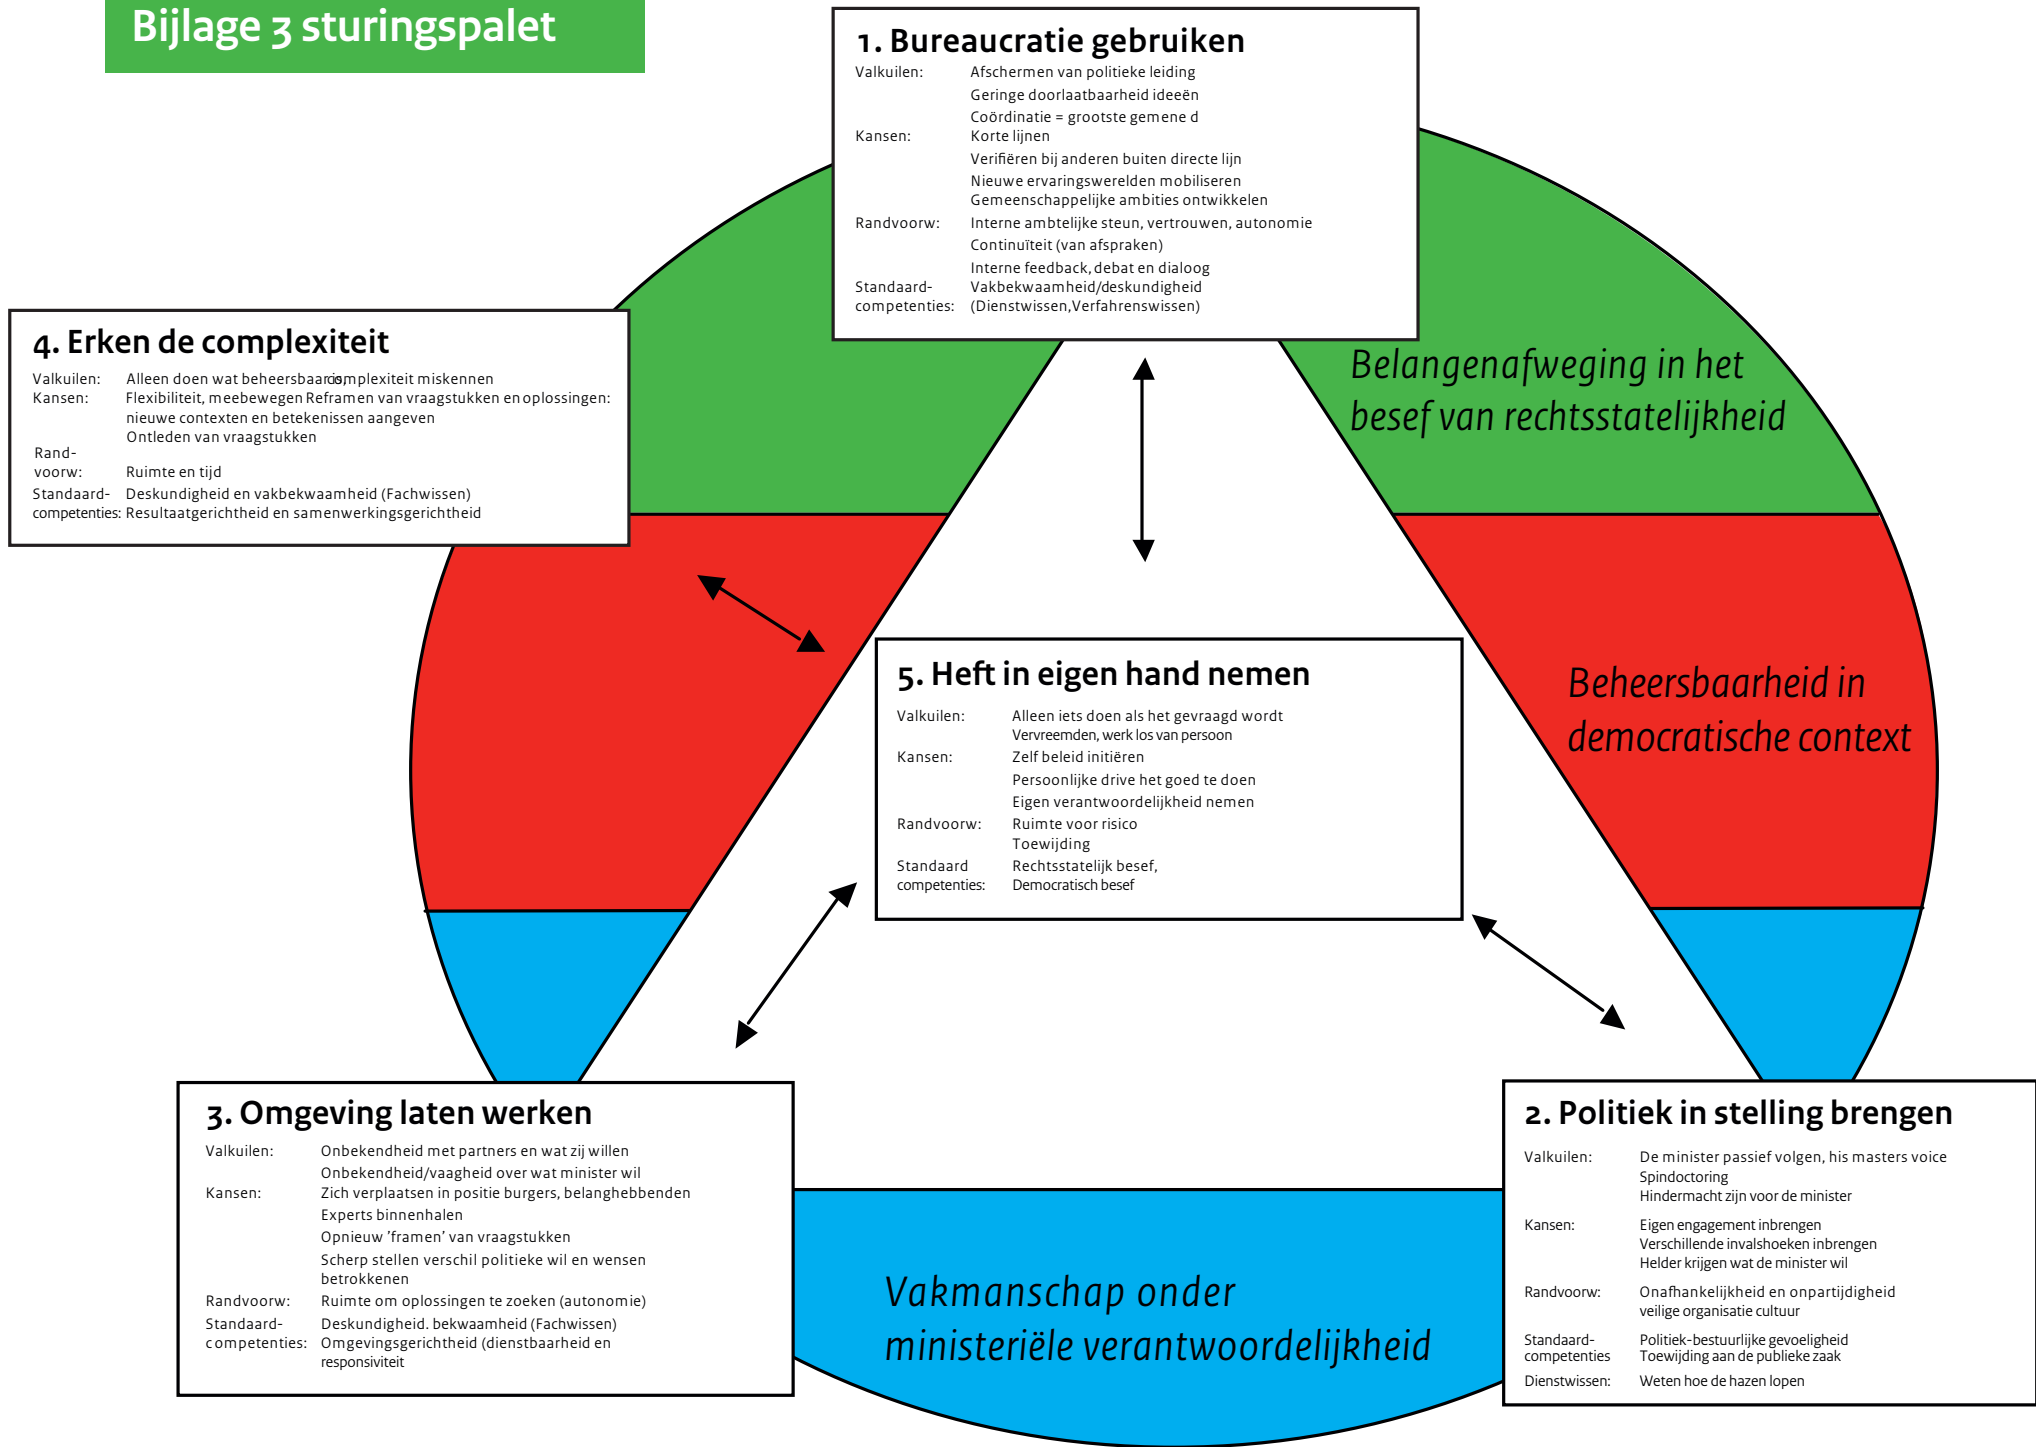 Bijlage 3 sturingspalet
1. Bureaucratie gebruiken
Valkuilen: Afschermen van politieke leiding
Geringe doorlaatbaarheid ideeën
Coördinatie = grootste gemene d
Kansen: Korte lijnen
Verifiëren bij anderen buiten directe lijn
Nieuwe ervaringswerelden mobiliseren
Gemeenschappelijke ambities ontwikkelen
Randvoorw: Interne ambtelijke steun, vertrouwen, autonomie
Continuïteit (van afspraken)
Interne feedback, debat en dialoog
Standaard- Vakbekwaamheid/deskundigheid
competenties: (Dienstwissen,Verfahrenswissen)
4. Erken de complexiteit
Valkuilen: Alleen doen wat beheersbaar is, complexiteit miskennen
Kansen: Flexibiliteit, meebewegen Reframen van vraagstukken en oplossingen:
nieuwe contexten en betekenissen aangeven
Ontleden van vraagstukken
Rand-
voorw: Ruimte en tijd
Standaard- Deskundigheid en vakbekwaamheid (Fachwissen)
competenties: Resultaatgerichtheid en samenwerkingsgerichtheid
Belangenafweging in het
besef van rechtsstatelijkheid
Beheersbaarheid in
democratische context
5. Heft in eigen hand nemen
Valkuilen: Alleen iets doen als het gevraagd wordt
Vervreemden, werk los van persoon
Kansen: Zelf beleid initiëren
Persoonlijke drive het goed te doen
Eigen verantwoordelijkheid nemen
Randvoorw: Ruimte voor risico
Toewijding
Standaard Rechtsstatelijk besef,
competenties: Democratisch besef
3. Omgeving laten werken
Valkuilen: Onbekendheid met partners en wat zij willen
Onbekendheid/vaagheid over wat minister wil
Kansen: Zich verplaatsen in positie burgers, belanghebbenden
Experts binnenhalen
Opnieuw 'framen' van vraagstukken
Scherp stellen verschil politieke wil en wensen
betrokkenen
Randvoorw: Ruimte om oplossingen te zoeken (autonomie)
Standaard- Deskundigheid. bekwaamheid (Fachwissen)
competenties: Omgevingsgerichtheid (dienstbaarheid en
responsiviteit
2. Politiek in stelling brengen
Valkuilen: De minister passief volgen, his masters voice
Spindoctoring
Hindermacht zijn voor de minister
Kansen: Eigen engagement inbrengen
Verschillende invalshoeken inbrengen
Helder krijgen wat de minister wil
Randvoorw: Onafhankelijkheid en onpartijdigheid
veilige organisatie cultuur
Standaard- Politiek-bestuurlijke gevoeligheid
competenties Toewijding aan de publieke zaak
Dienstwissen: Weten hoe de hazen lopen
Vakmanschap onder
ministeriële verantwoordelijkheid